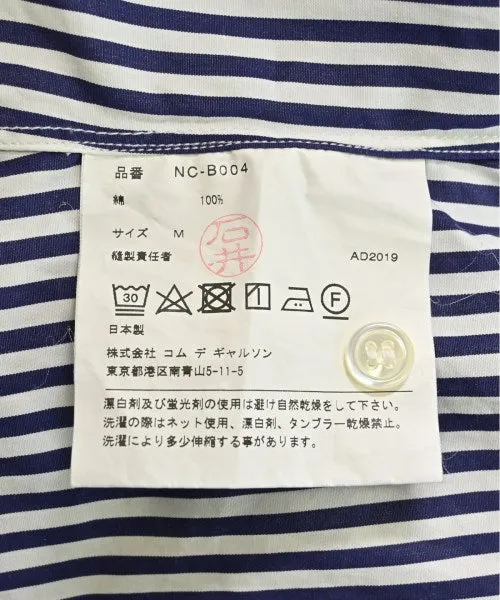 品番 NC-B004
綿 100%
サイズ M
石井
縫製責任者 AD2019
30 F
日本製
株式会社 コム デ ギャルソン
東京都港区南青山5-11-5
漂白剤及び蛍光剤の使用は避け自然乾燥をして下さい。
洗濯の際はネット使用、漂白剤、タンブラー乾燥禁止。
洗濯により多少伸縮する事があります。